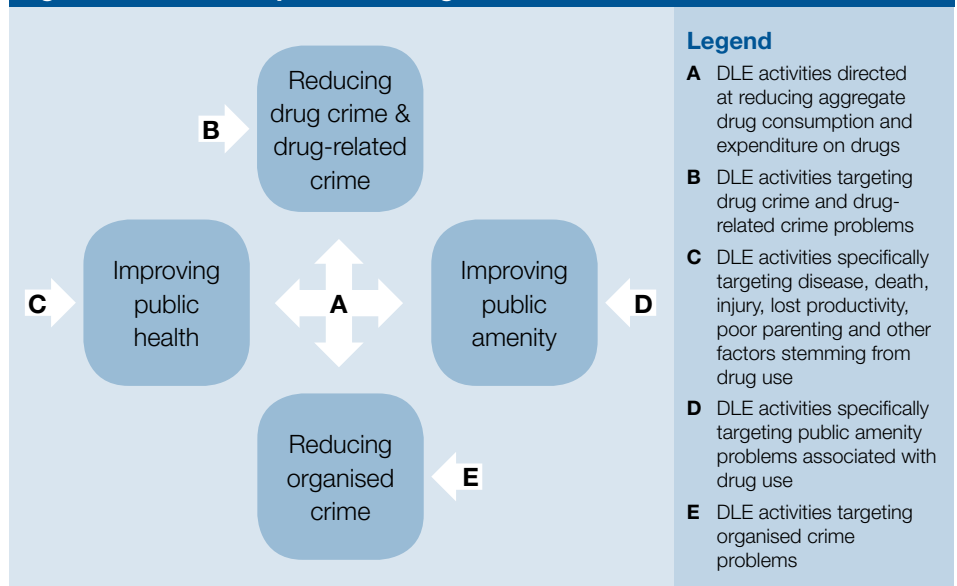 Reducing
drug crime &
drug-related
crime
B
Improving
public
health
C
A
Improving
public
amenity
D
Reducing
organised
crime
E
Legend
A DLE activities directed
at reducing aggregate
drug consumption and
expenditure on drugs
B DLE activities targeting
drug crime and drug-
related crime problems
C DLE activities specifically
targeting disease, death,
injury, lost productivity,
poor parenting and other
factors stemming from
drug use
D DLE activities specifically
targeting public amenity
problems associated with
drug use
E DLE activities targeting
organised crime
problems